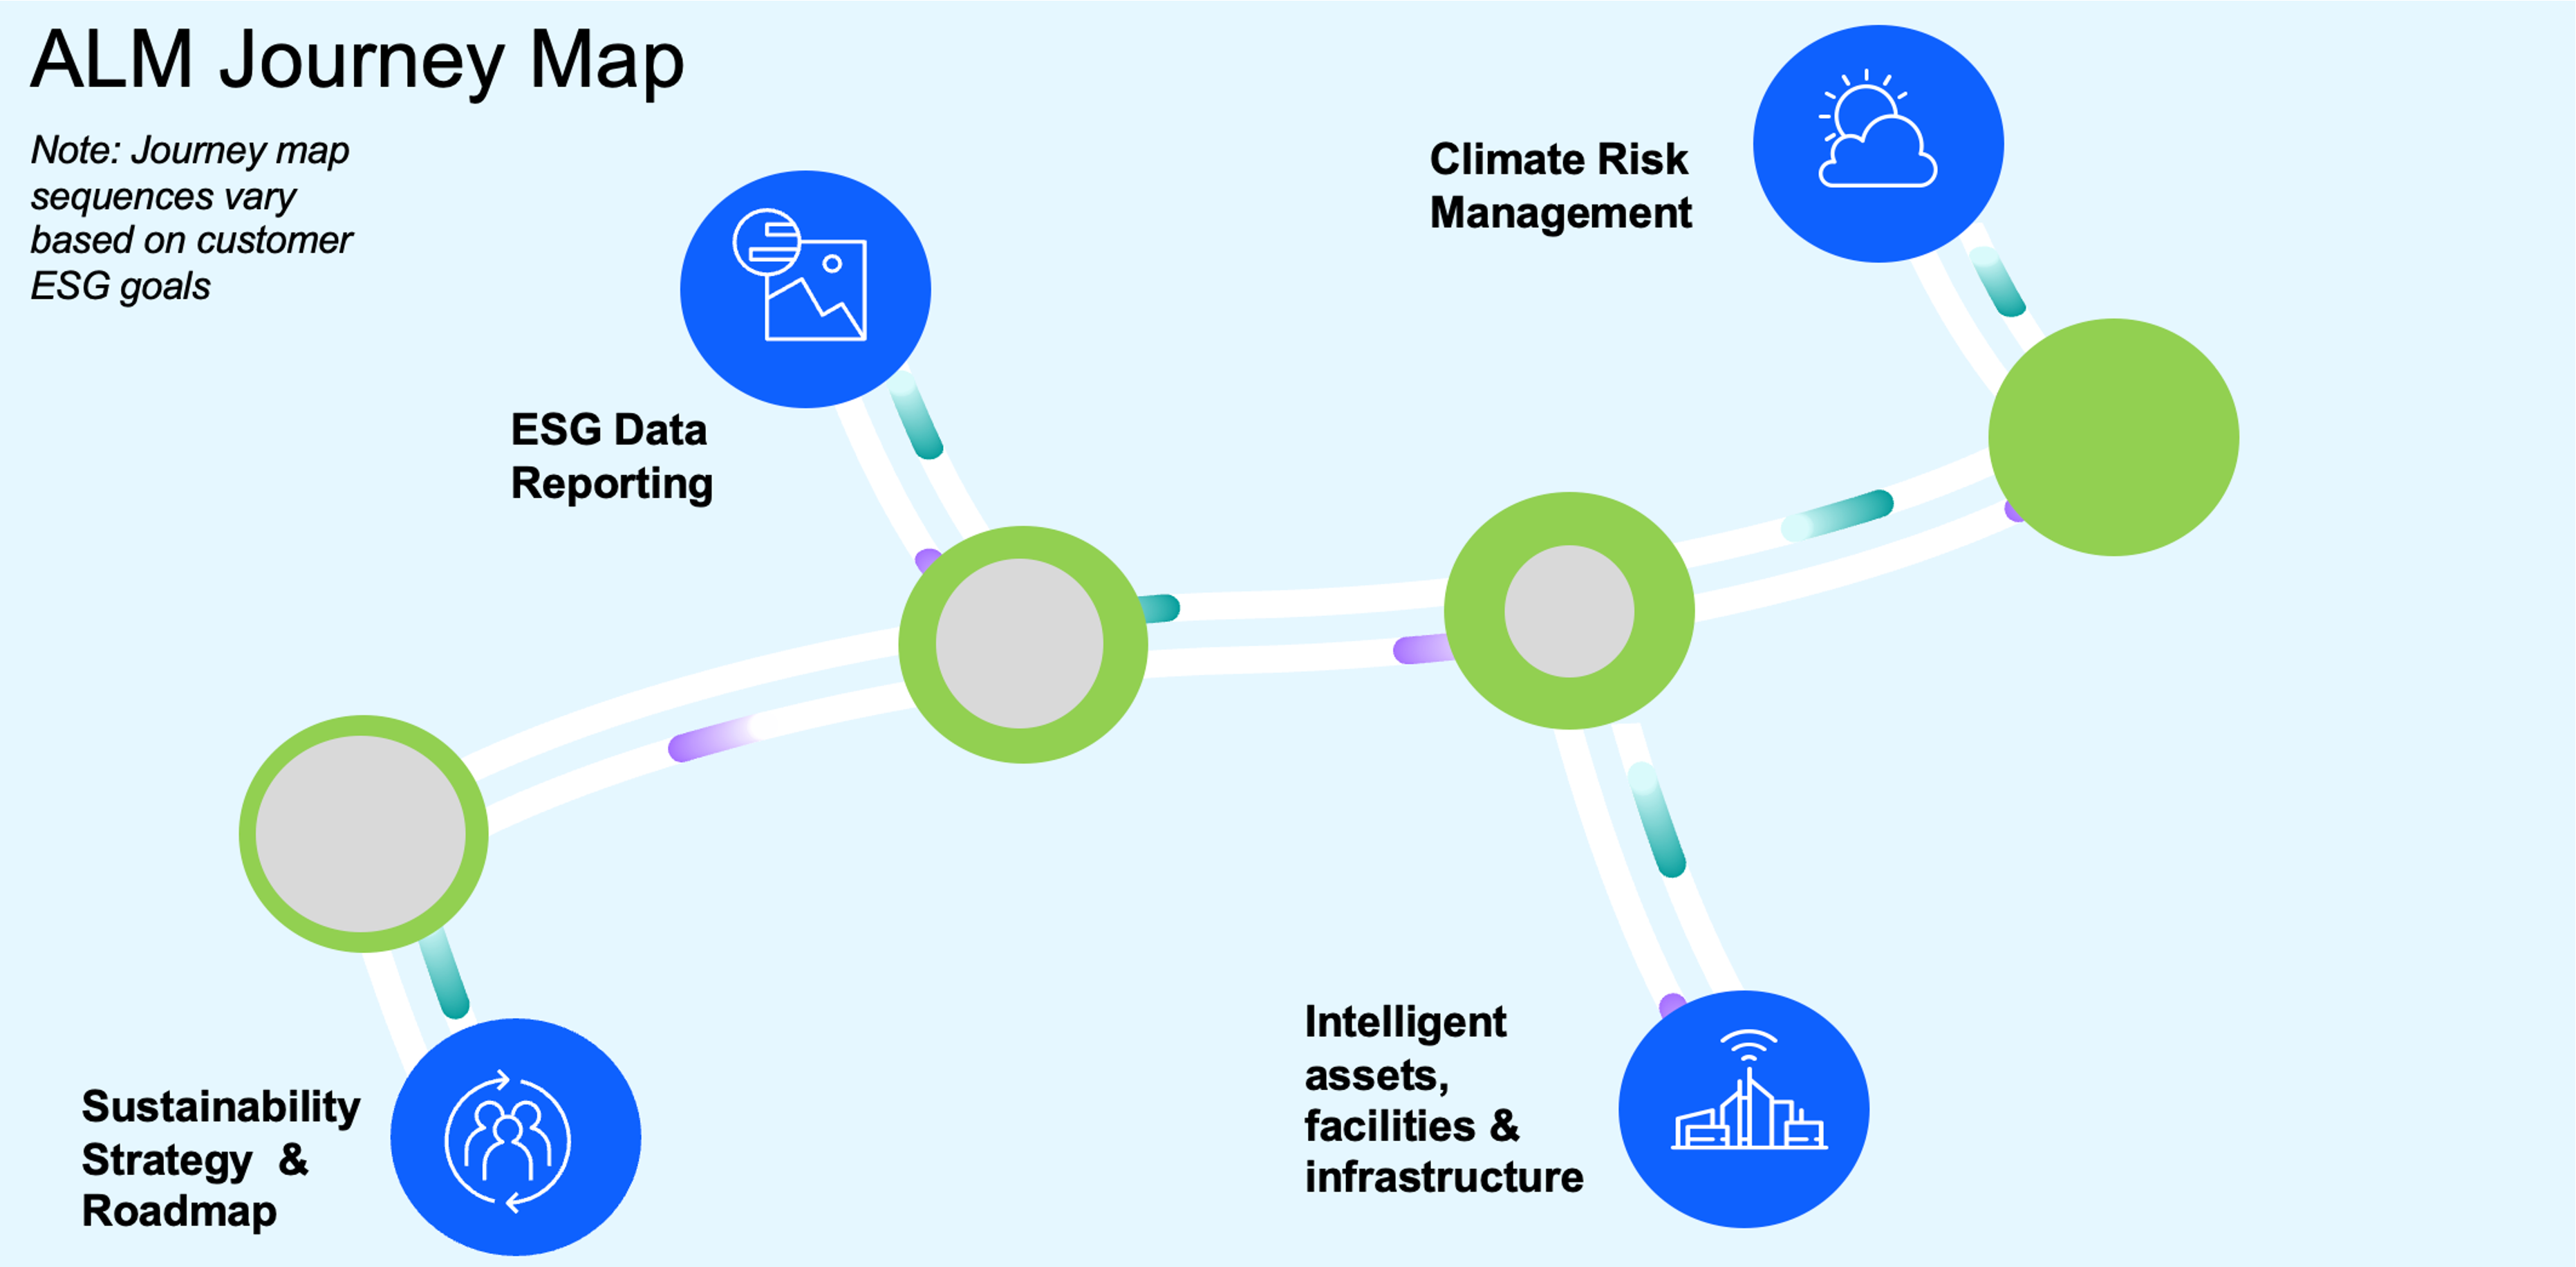 ALM Journey Map
Note: Journey map
sequences vary
based on customer
ESG goals
Climate Risk
Management
ESG Data
Reporting
Intelligent
assets,
facilities &
infrastructure
Sustainability
Strategy &
Roadmap